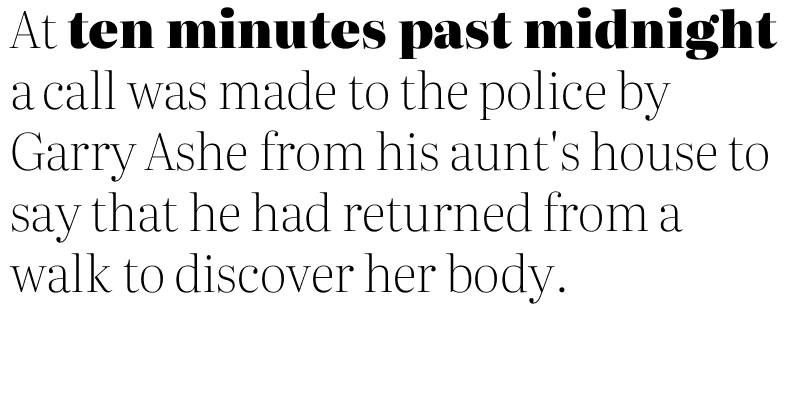 At ten minutes past midnight
a call was made to the police by
Garry Ashe from his aunt's house to
say that he had returned from a
walk to discover her body.